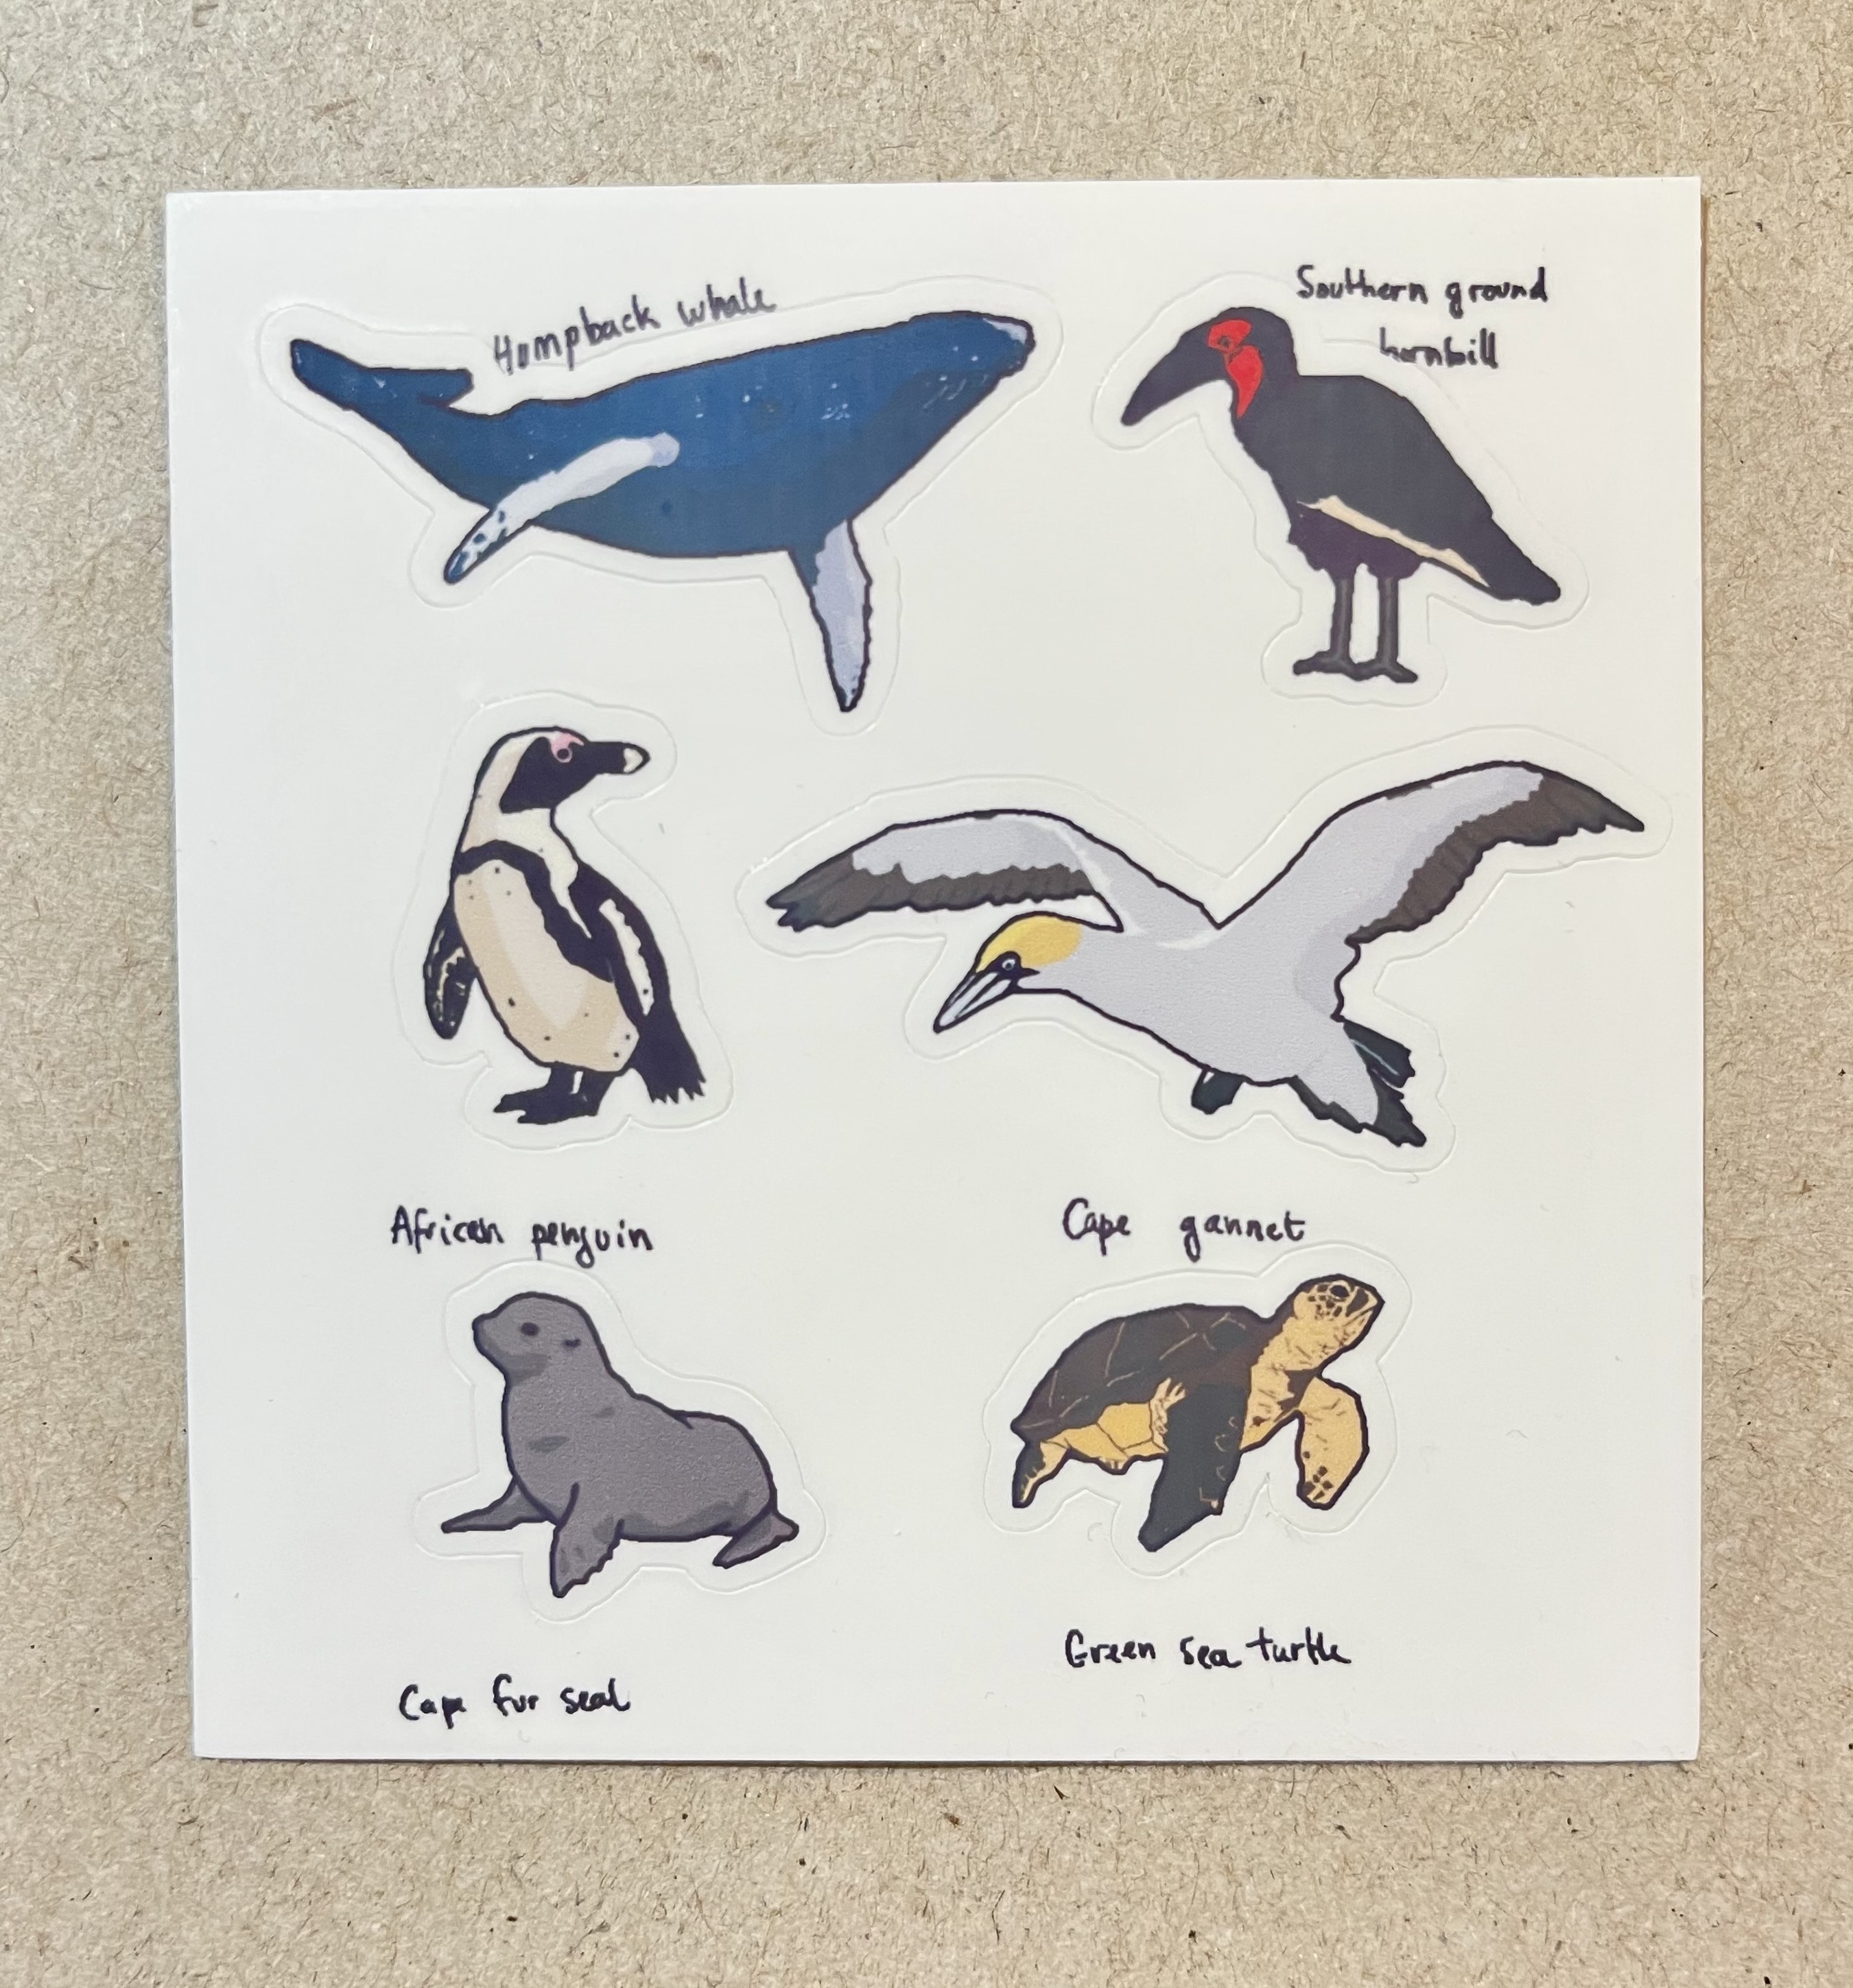 Humpback whale
Southern ground
hornbill
African penguin
Cape gannet
Cape fur seal
Green sea turtle